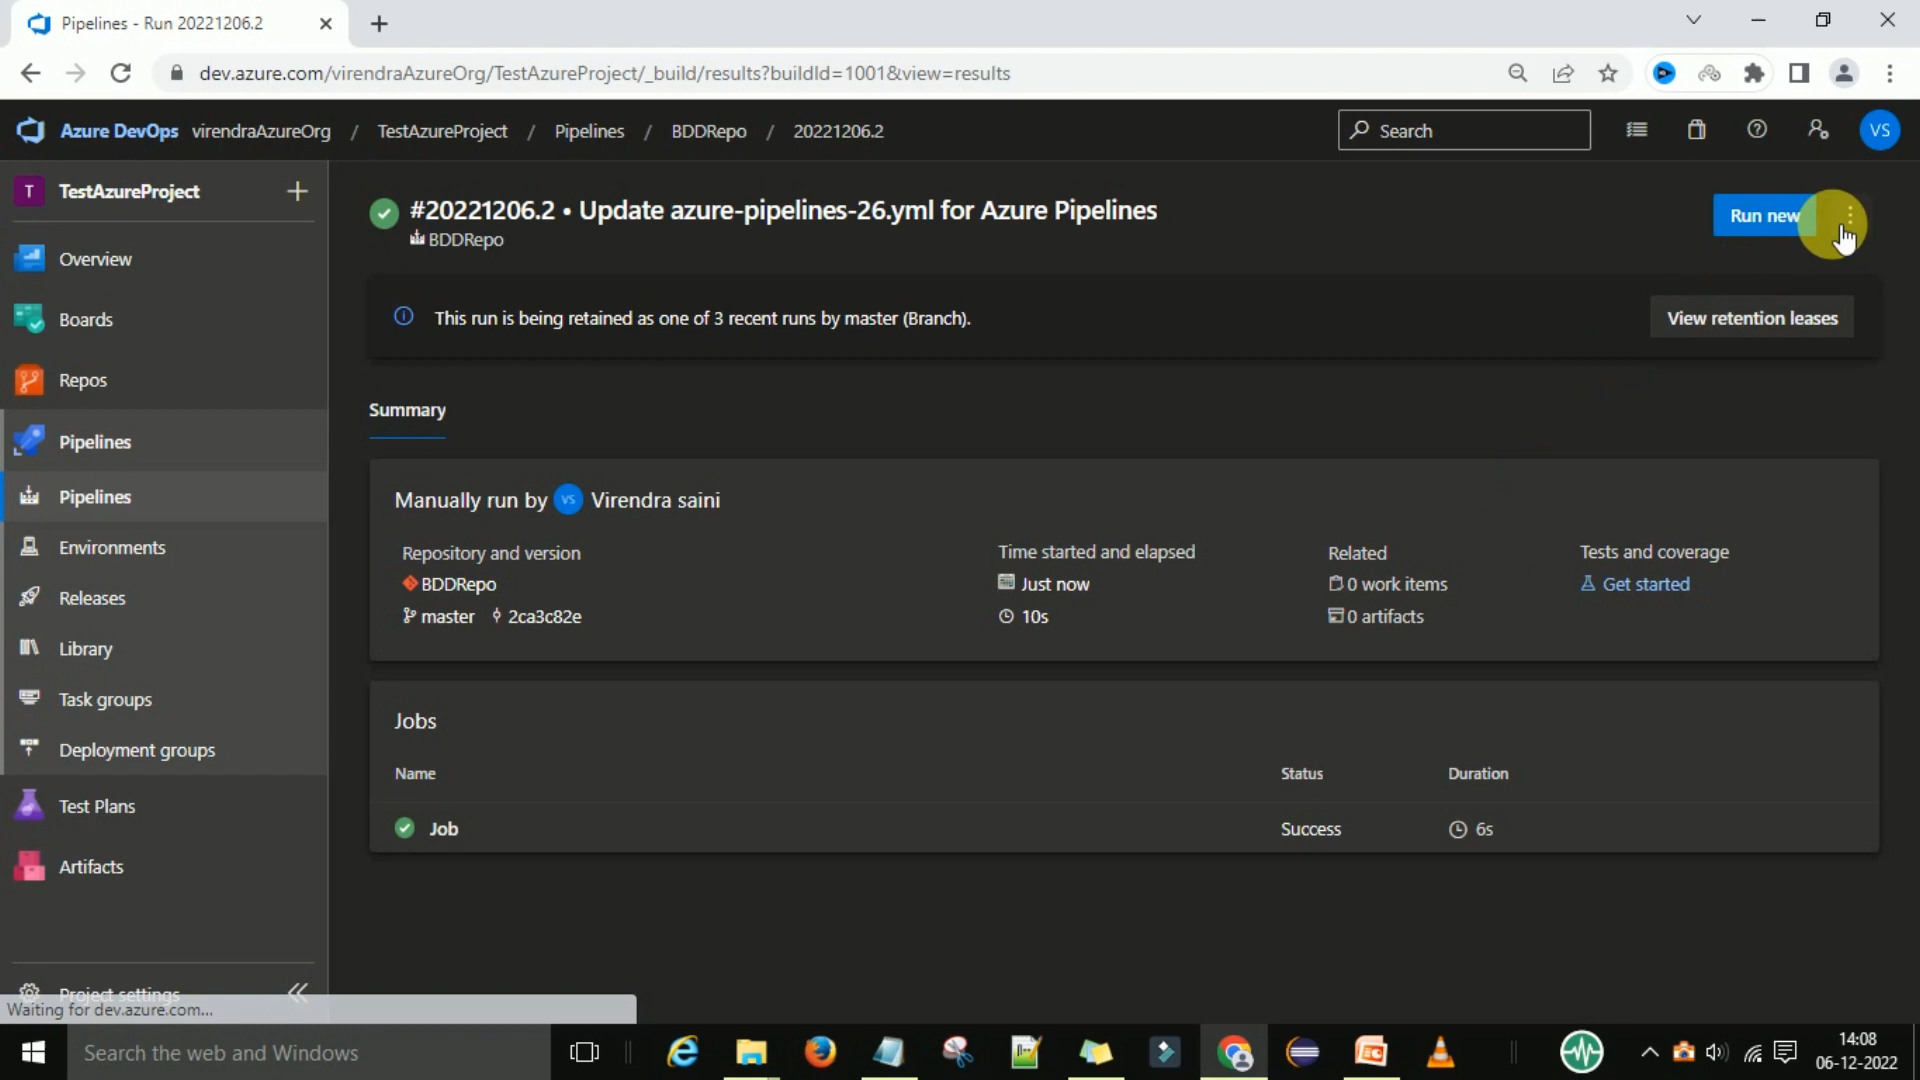 Pipelines - Run 20221206.2
dev.azure.com/virendraAzureOrg/TestAzureProject/_build/results?buildId=1001&view=results
Azure DevOps virendraAzureOrg / TestAzureProject / Pipelines / BDDRepo / 20221206.2
Search
VS
T TestAzureProject
Overview
Boards
Repos
Pipelines
Pipelines
Environments
Releases
Library
Task groups
Deployment groups
Test Plans
Artifacts
Project settings
Waiting for dev.azure.com...
#20221206.2 • Update azure-pipelines-26.yml for Azure Pipelines
BDDRepo
Run new
This run is being retained as one of 3 recent runs by master (Branch).
View retention leases
Summary
Manually run by VS Virendra saini
Repository and version
BDDRepo
master 2ca3c82e
Time started and elapsed
Just now
10s
Related
0 work items
0 artifacts
Tests and coverage
Get started
Jobs
Name Status Duration
Job Success 6s
Search the web and Windows
14:08
06-12-2022